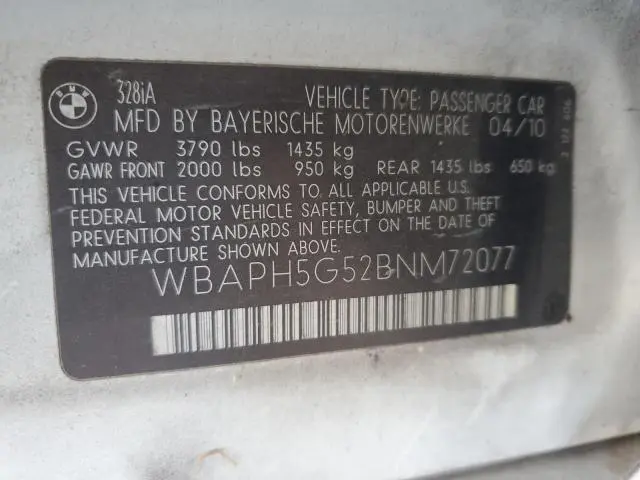 BMW
328iA VEHICLE TYPE: PASSENGER CAR
MFD BY BAYERISCHE MOTORENWERKE 04/10
GVWR 3790 lbs 1435 kg
GAWR FRONT 2000 lbs 950 kg REAR 1435 lbs 650 kg
THIS VEHICLE CONFORMS TO ALL APPLICABLE U.S.
FEDERAL MOTOR VEHICLE SAFETY, BUMPER AND THEFT
PREVENTION STANDARDS IN EFFECT ON THE DATE OF
MANUFACTURE SHOWN ABOVE.
WBAPH5G52BNM72077